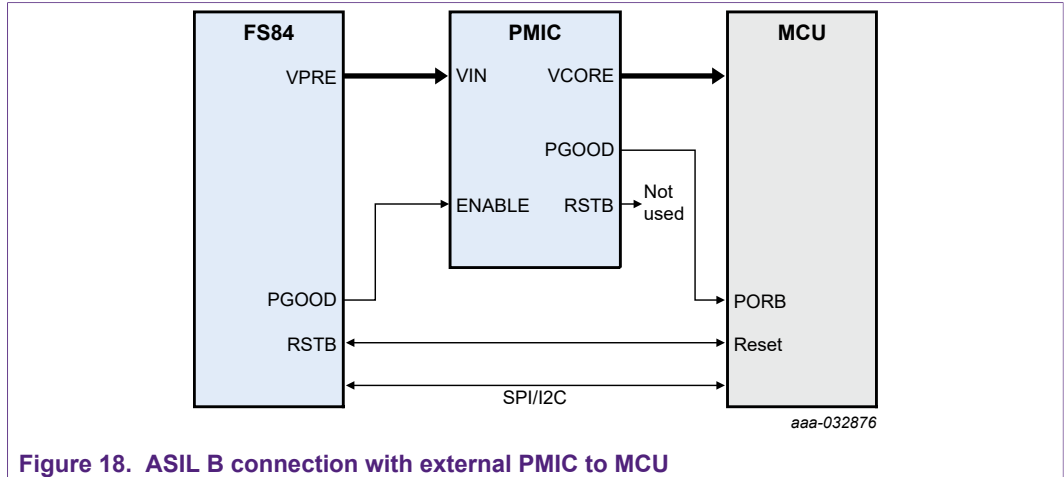 FS84
PMIC
MCU
VPRE
VIN
VCORE
PGOOD
ENABLE
RSTB
Not
used
PGOOD
PORB
RSTB
Reset
SPI/I2C
aaa-032876
Figure 18. ASIL B connection with external PMIC to MCU